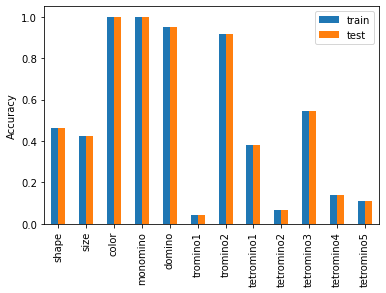 train
test
Accuracy
1.0
0.8
0.6
0.4
0.2
0.0
shape
size
color
monomino
domino
tromino1
tromino2
tetromino1
tetromino2
tetromino3
tetromino4
tetromino5